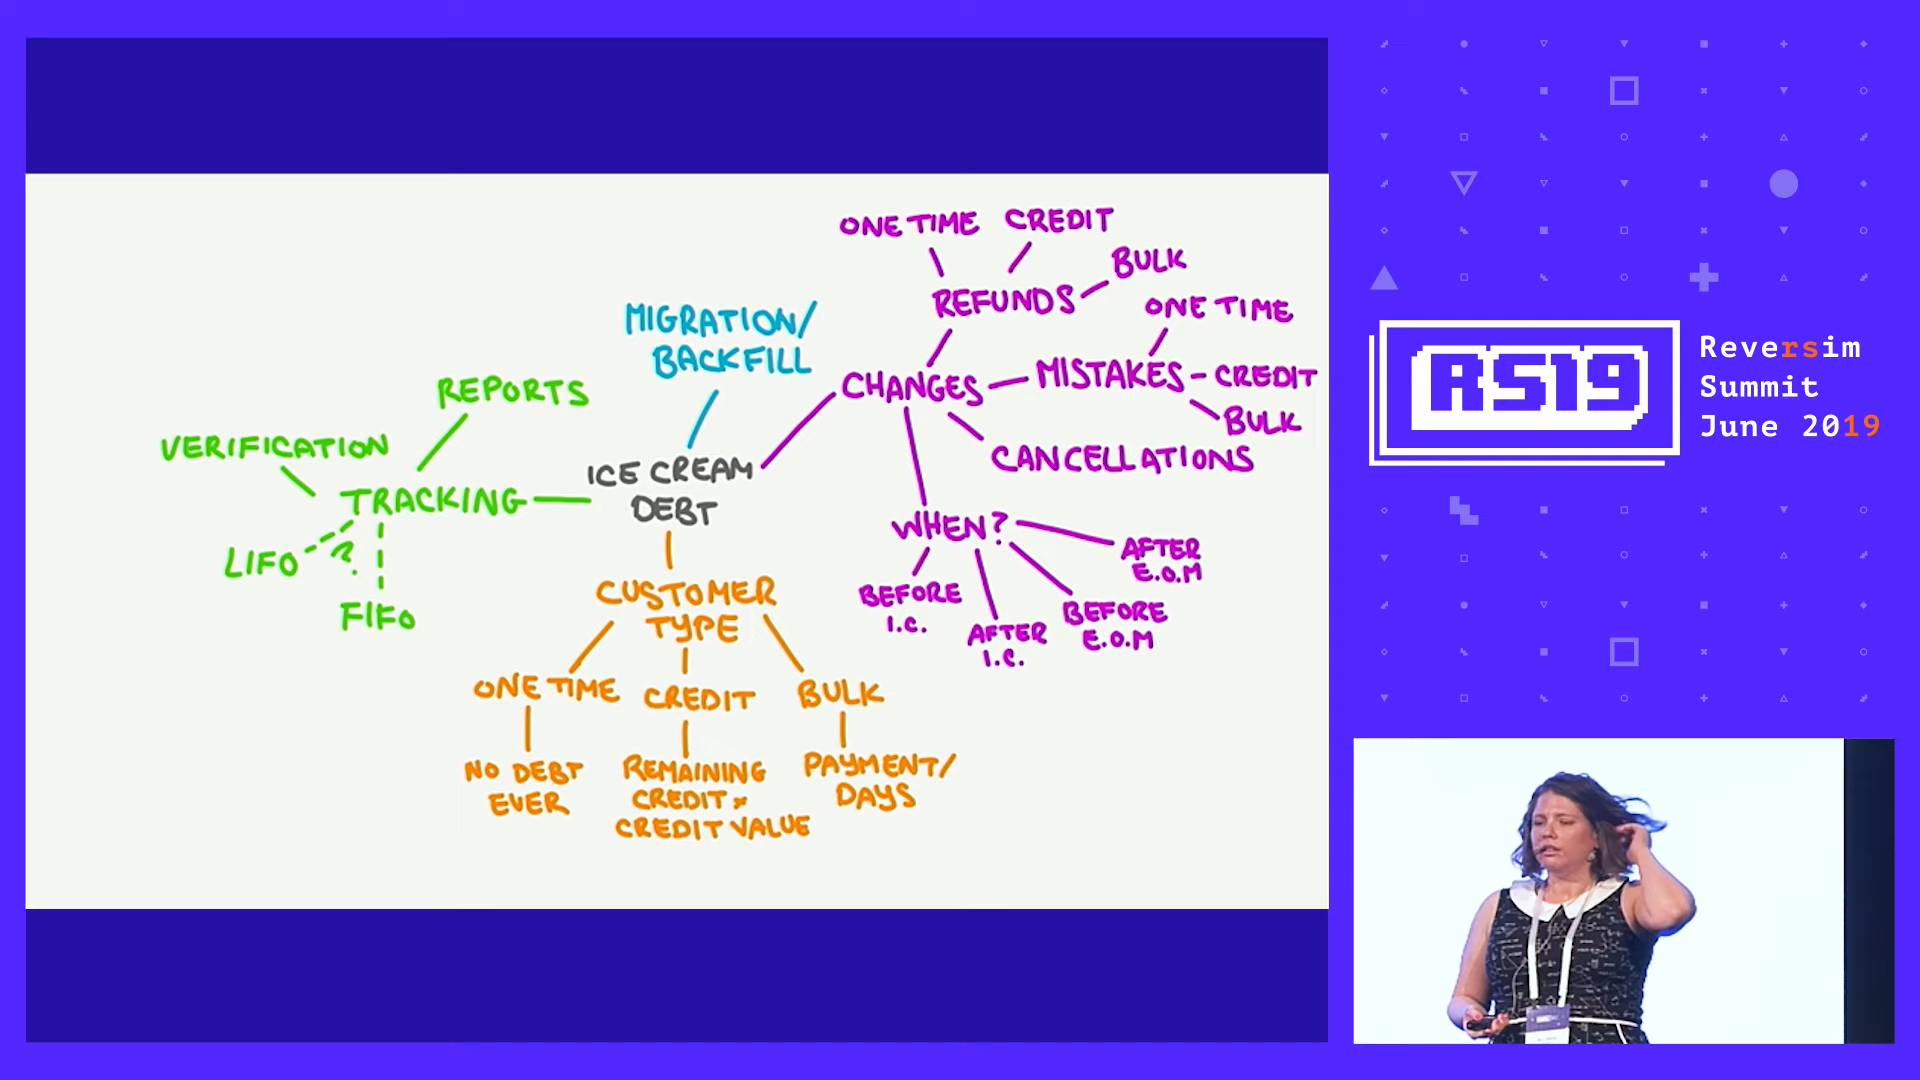 ONE TIME CREDIT
BULK
REFUNDS
ONE TIME
MIGRATION/
BACKFILL
CHANGES
MISTAKES
CREDIT
BULK
REPORTS
VERIFICATION
CANCELLATIONS
ICE CREAM
DEBT
TRACKING
LIFO
?
FIFO
WHEN?
AFTER
E.O.M
BEFORE
I.C.
AFTER
I.C.
BEFORE
E.O.M
CUSTOMER
TYPE
ONE TIME
CREDIT
BULK
NO DEBT
EVER
REMAINING
CREDIT ×
CREDIT VALUE
PAYMENT/
DAYS
RS19
Reversim
Summit
June 2019